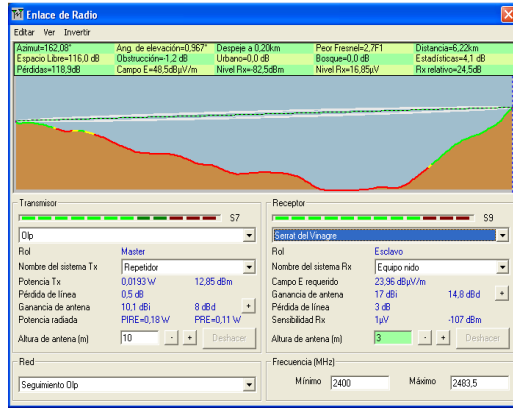 Enlace de Radio
Editar Ver Invertir
Azimut=162,08° Ang. de elevación=0,967° Despeje a 0,20km Peor Fresnel=2,7F1 Distancia=6,22km
Espacio Libre=116,0 dB Obstrucción=-1,2 dB Urbano=0,0 dB Bosque=0,0 dB Estadísticas=4,1 dB
Pérdidas=118,9dB Campo E=48,5dBµV/m Nivel Rx=-82,5dBm Nivel Rx=16,85µV Rx relativo=24,5dB
Transmisor Receptor
S7 S9
Olp Serrat del Vinagre
Rol Master Rol Esclavo
Nombre del sistema Tx Repetidor Nombre del sistema Rx Equipo nido
Potencia Tx 0,0193 W 12,85 dBm Campo E requerido 23,96 dBµV/m
Pérdida de línea 0,5 dB Ganancia de antena 17 dBi 14,8 dBd +
Ganancia de antena 10,1 dBi 8 dBd + Pérdida de línea 3 dB
Potencia radiada PIRE=0,18 W PRE=0,11 W Sensibilidad Rx 1µV -107 dBm
Altura de antena (m) 10 - + Deshacer Altura de antena (m) 3 - + Deshacer
Red Frecuencia (MHz)
Seguimiento Olp Mínimo 2400 Máximo 2483,5